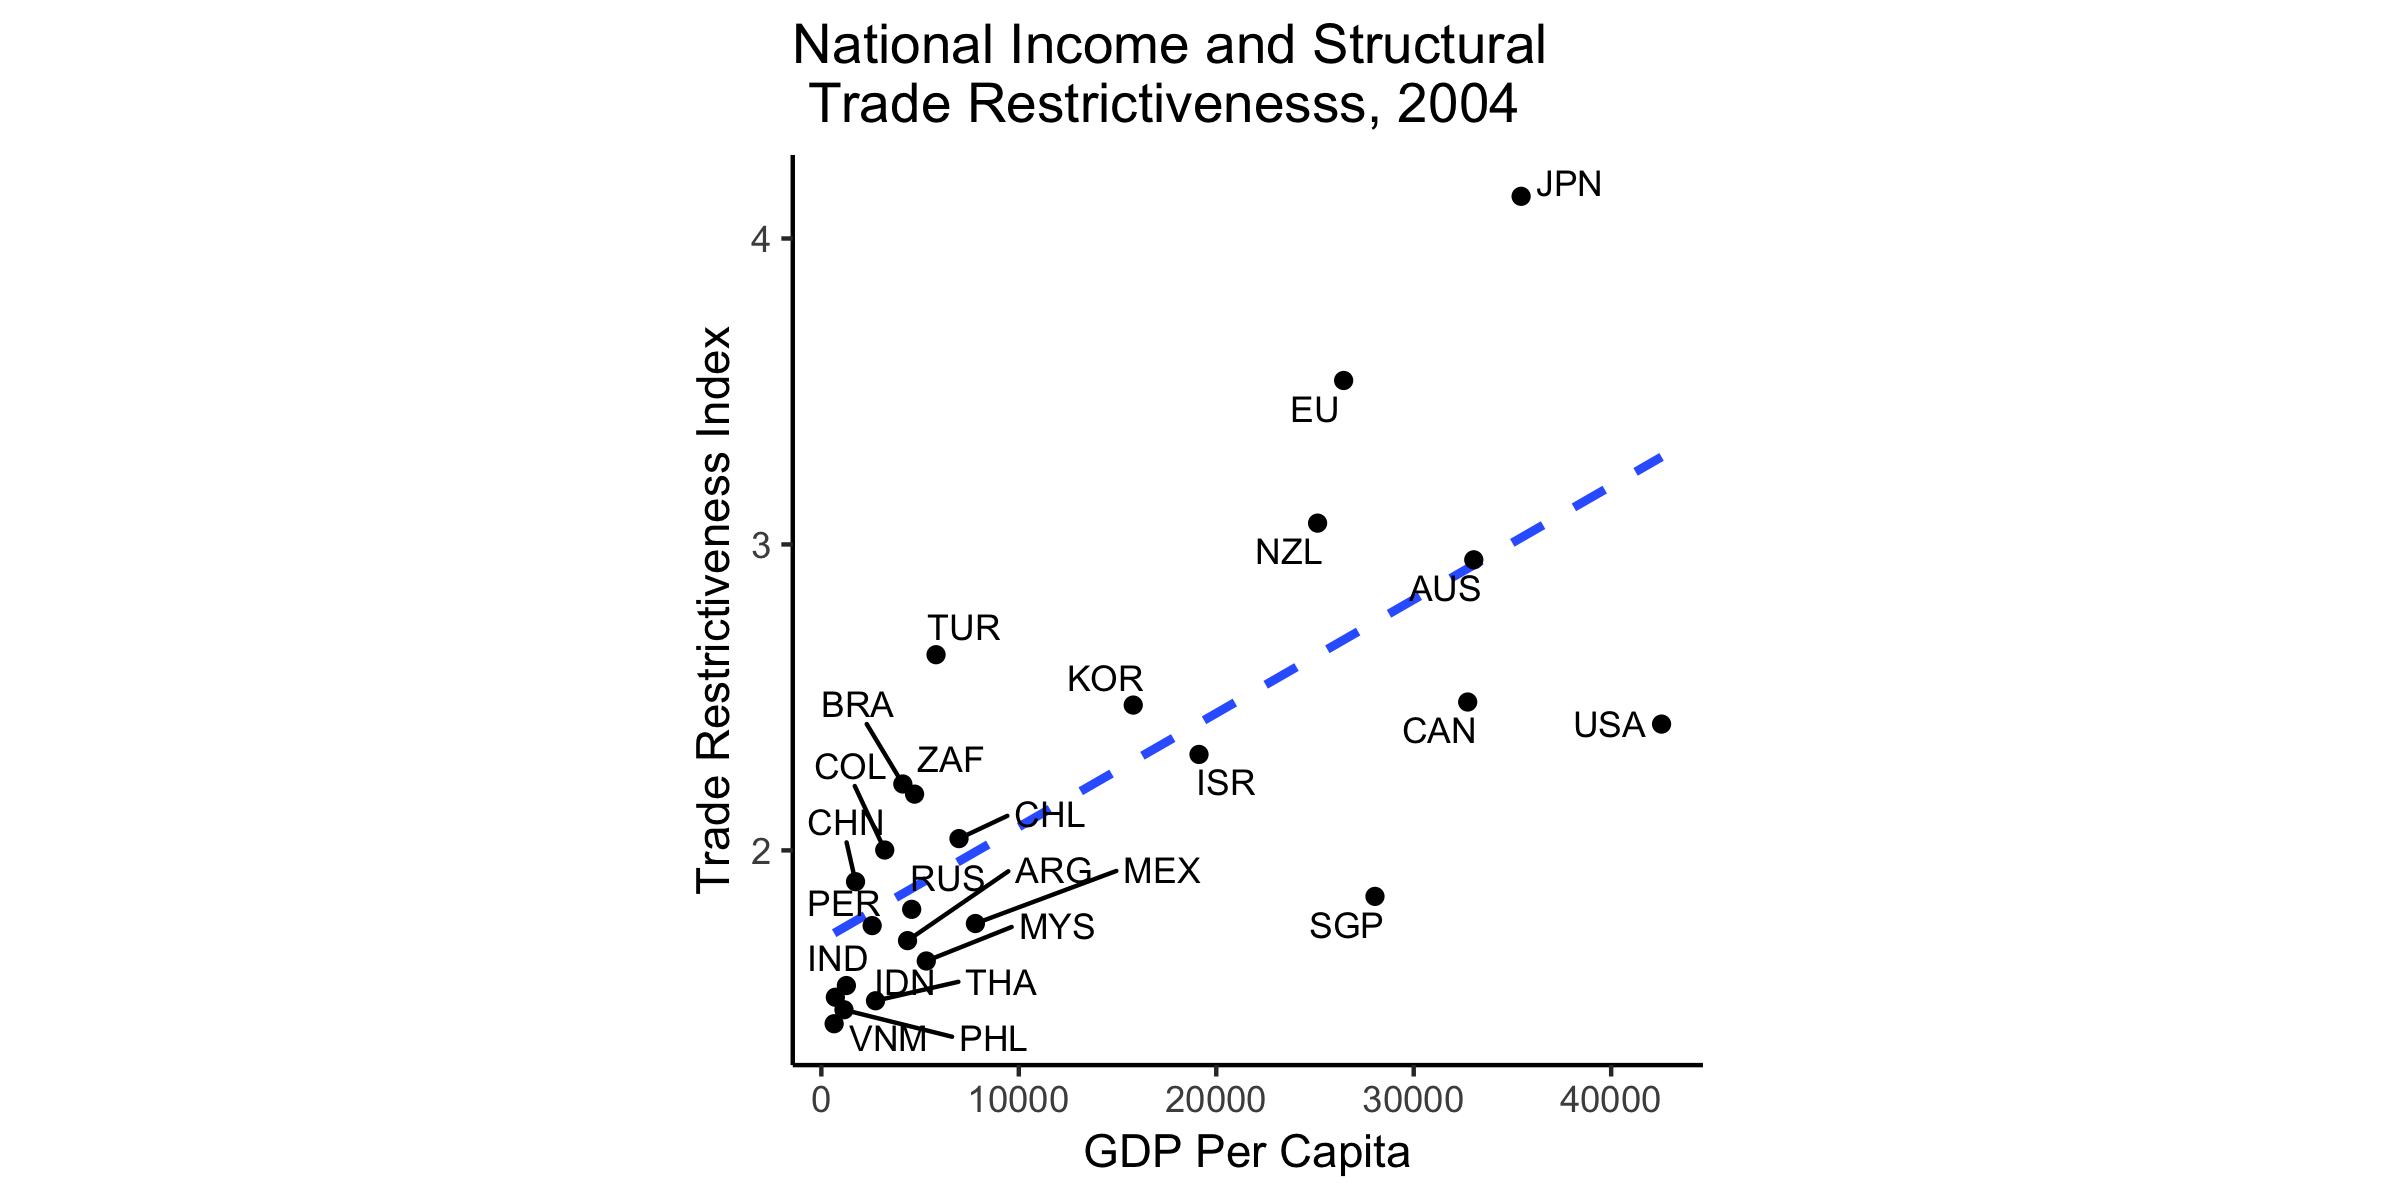 National Income and Structural
Trade Restrictivenesss, 2004
Trade Restrictiveness Index
4
3
2
JPN
EU
NZL
AUS
TUR
KOR
BRA
CAN
USA
ZAF
COL
ISR
CHN
CHL
RUS
ARG
MEX
PER
MYS
SGP
IND
IDN
THA
VNM
PHL
0
10000
20000
30000
40000
GDP Per Capita